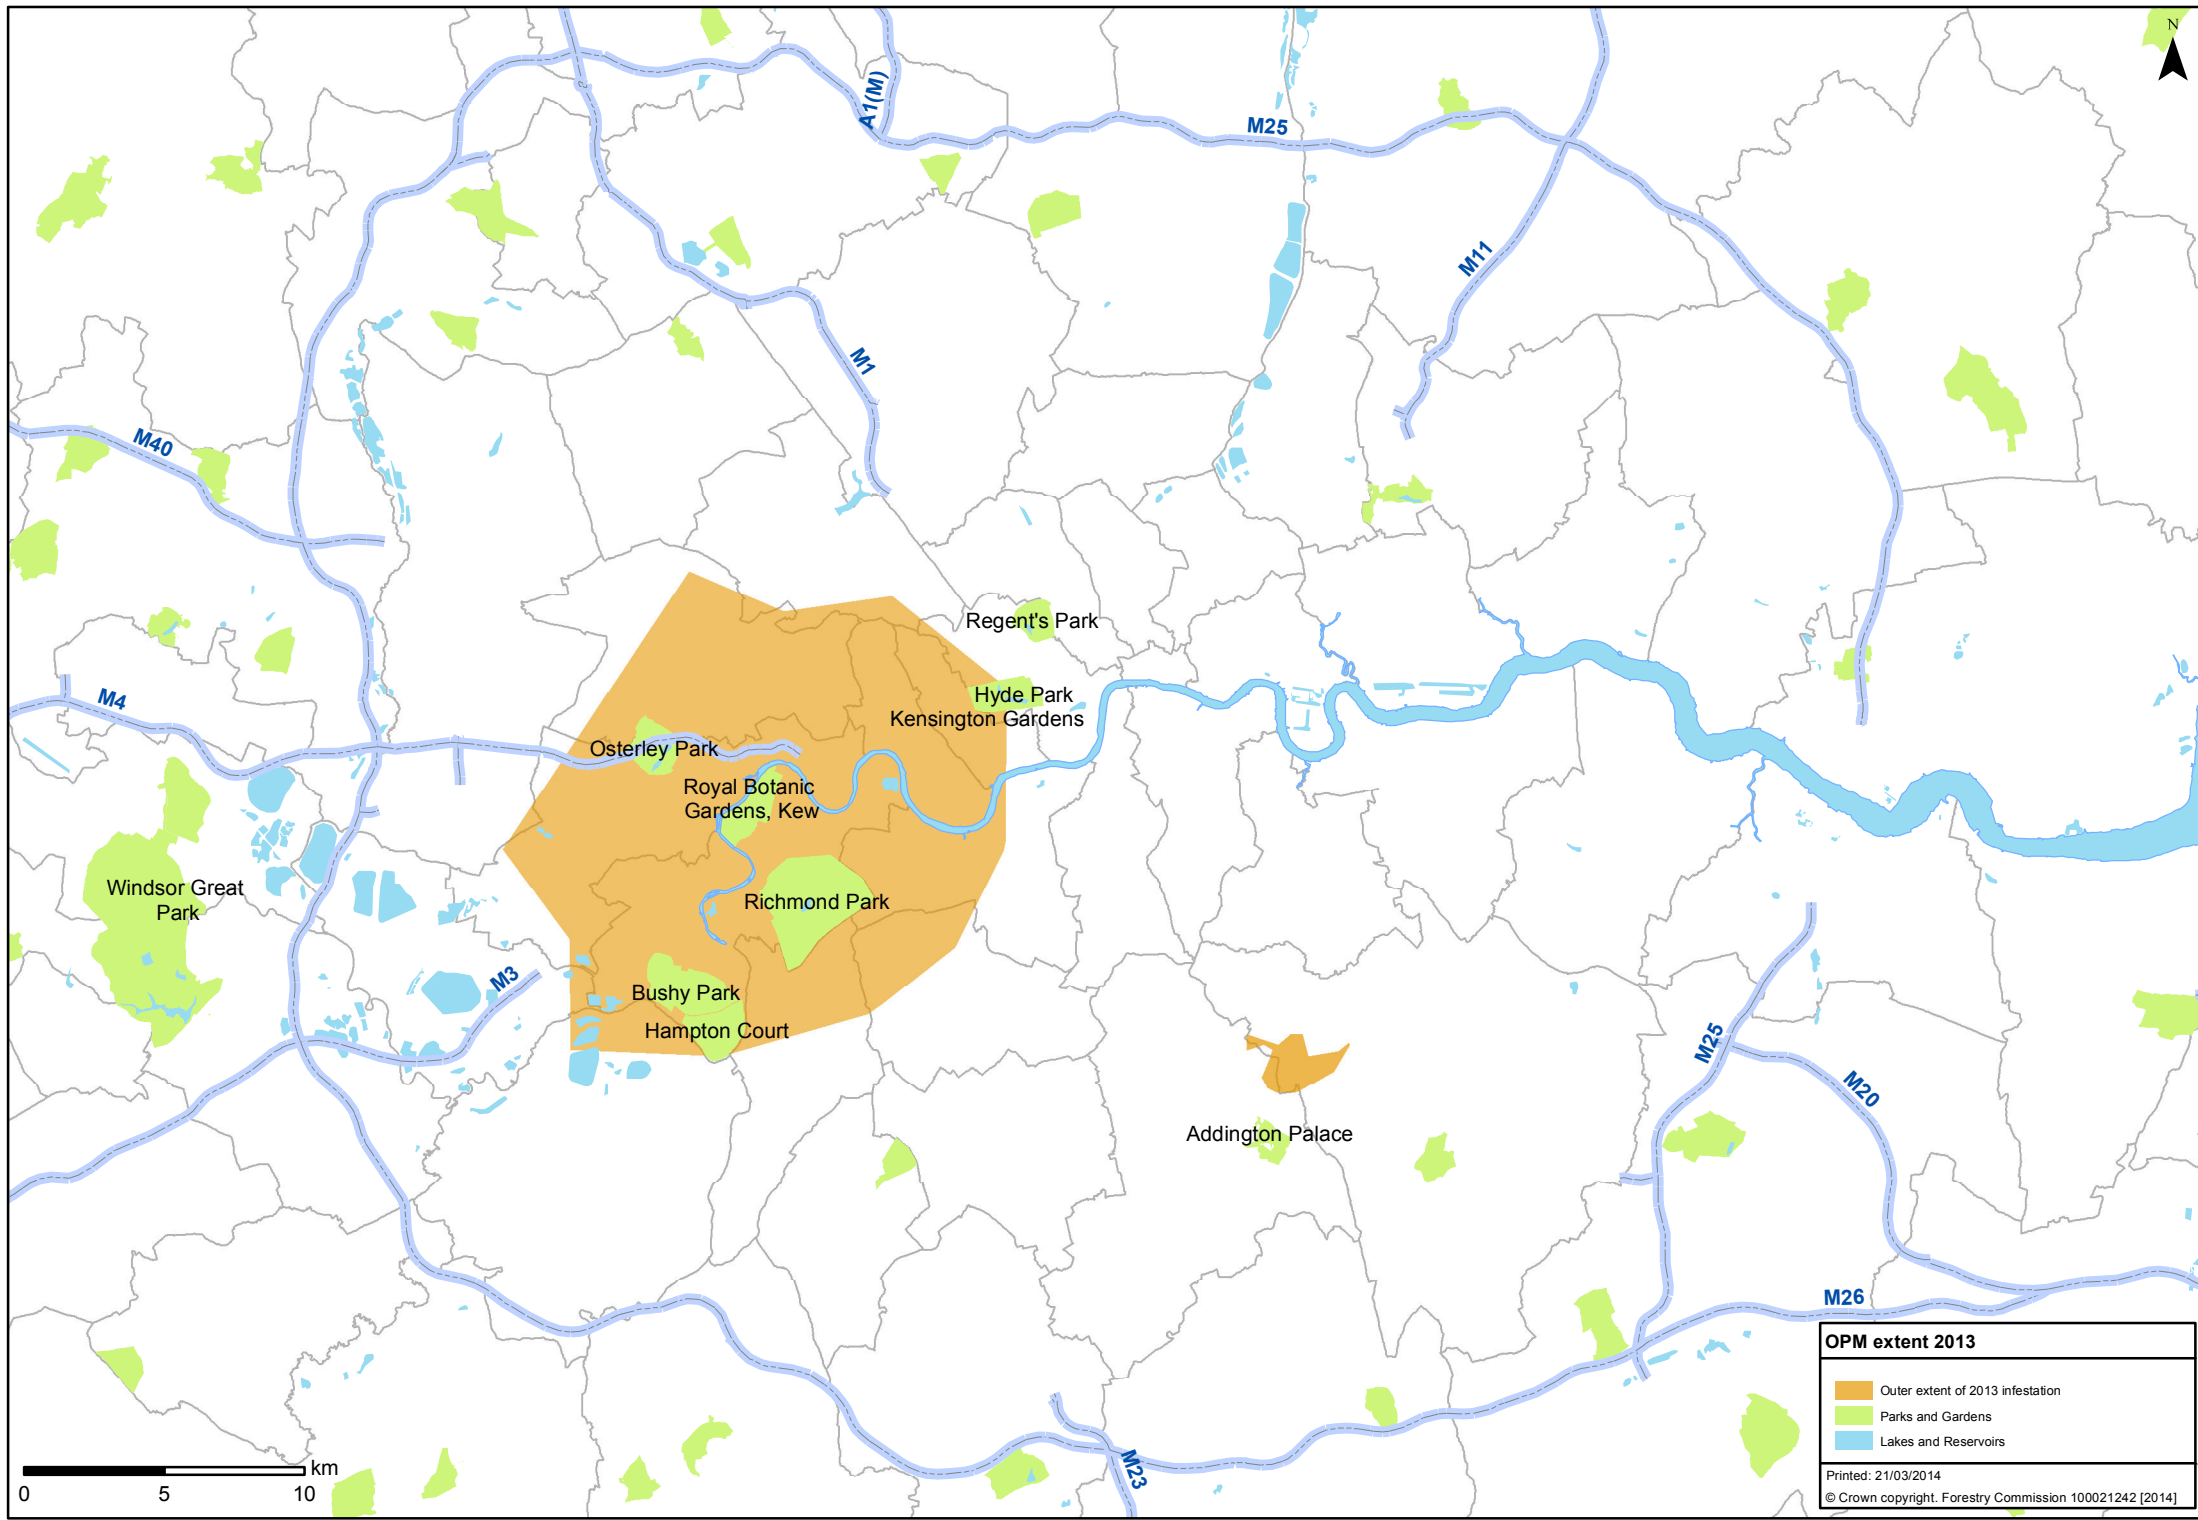 N
A1(M)
M25
M11
M1
M40
Regent's Park
M4
Hyde Park
Kensington Gardens
Osterley Park
Royal Botanic
Gardens, Kew
Windsor Great
Park
Richmond Park
M3
Bushy Park
Hampton Court
M25
M20
Addington Palace
M26
M23
km
0 5 10
OPM extent 2013
Outer extent of 2013 infestation
Parks and Gardens
Lakes and Reservoirs
Printed: 21/03/2014
© Crown copyright. Forestry Commission 100021242 [2014]